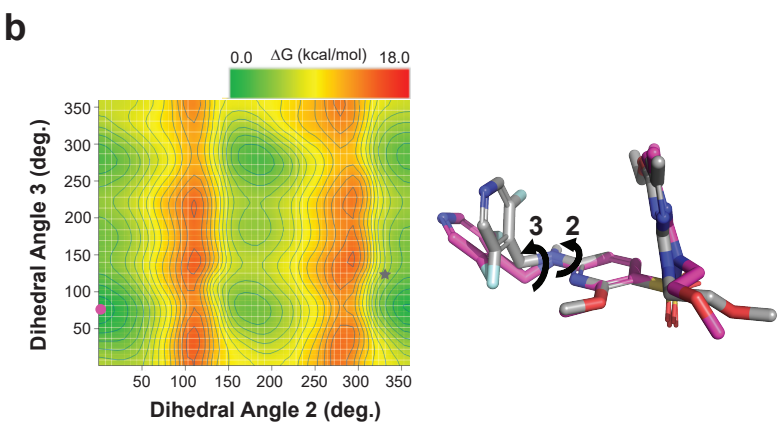 b
0.0 ΔG (kcal/mol) 18.0
350
300
250
200
150
100
50
Dihedral Angle 3 (deg.)
50 100 150 200 250 300 350
Dihedral Angle 2 (deg.)
3 2